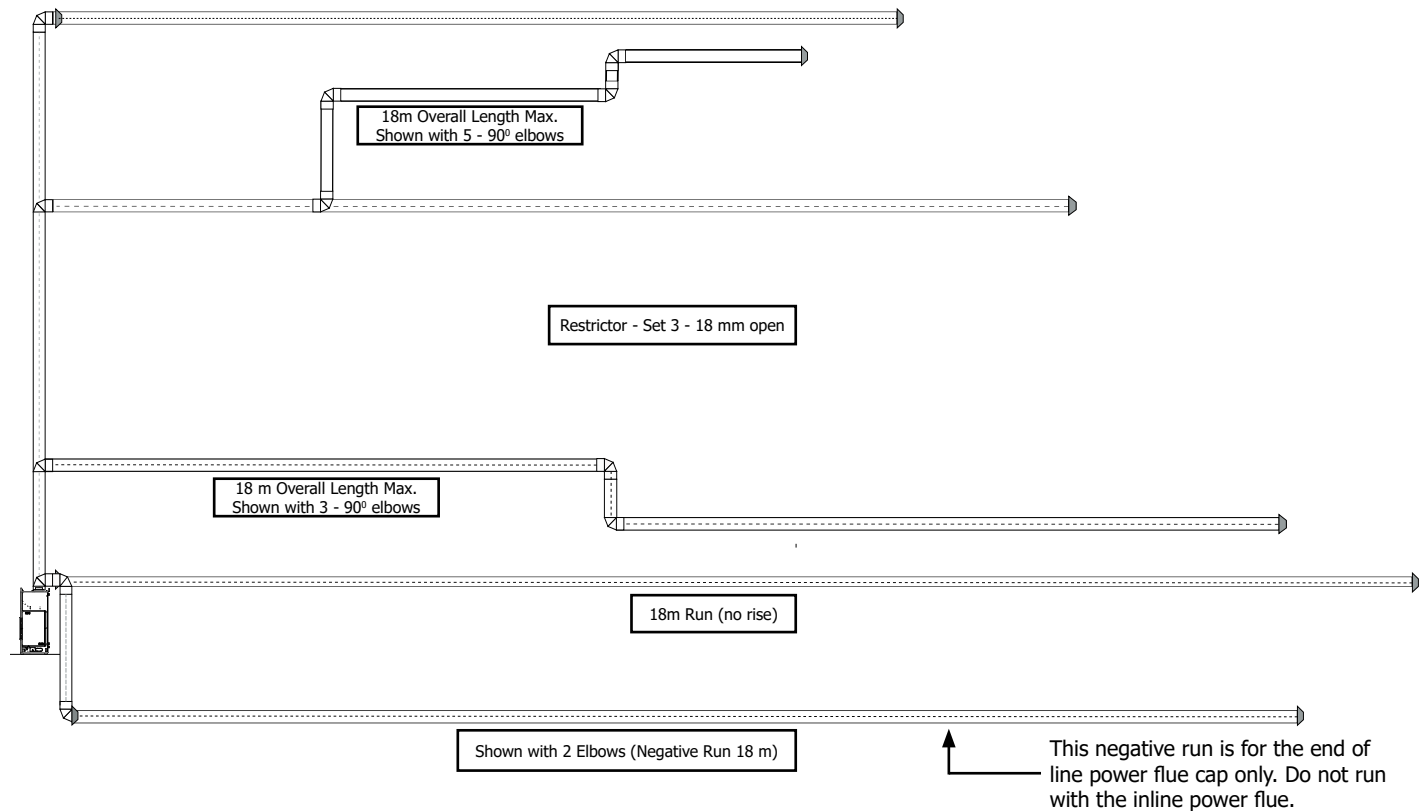 18m Overall Length Max.
Shown with 5 - 90⁰ elbows
Restrictor - Set 3 - 18 mm open
18 m Overall Length Max.
Shown with 3 - 90⁰ elbows
18m Run (no rise)
Shown with 2 Elbows (Negative Run 18 m)
This negative run is for the end of
line power flue cap only. Do not run
with the inline power flue.